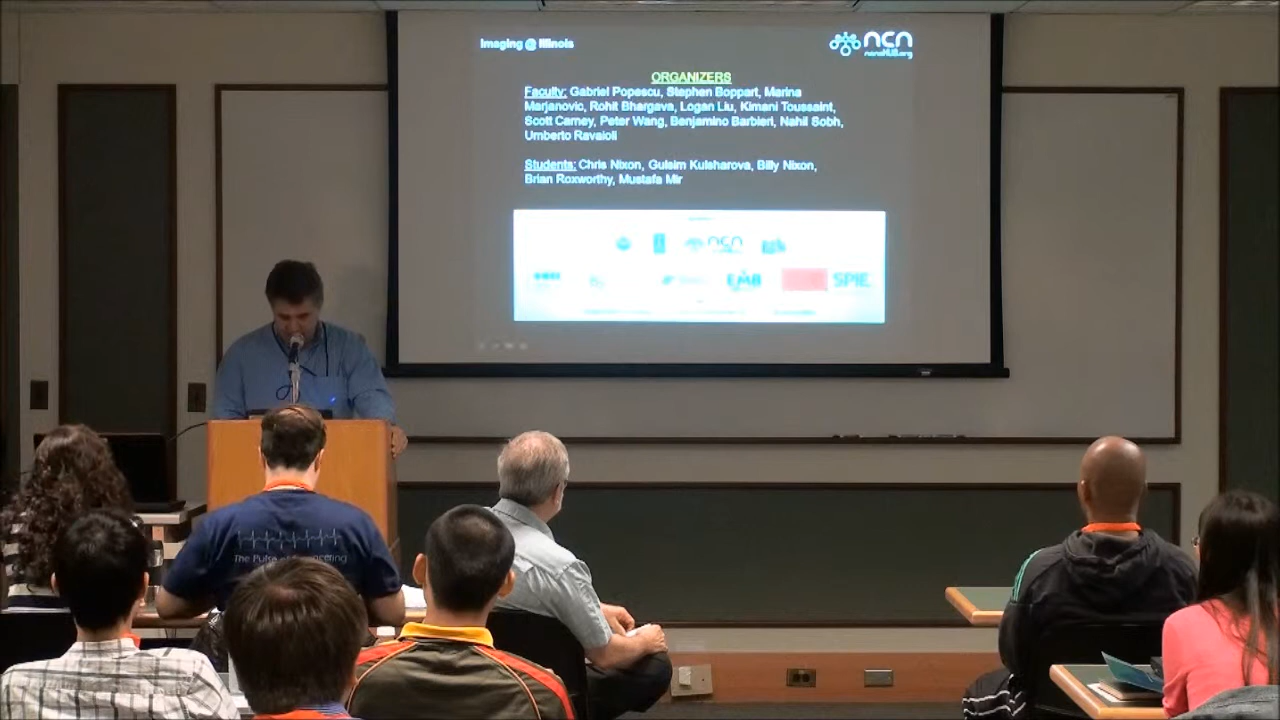 Imaging @ Illinois
ncn
nanoHUB.org
ORGANIZERS
Faculty: Gabriel Popescu, Stephen Boppart, Marina
Marjanovic, Rohit Bhargava, Logan Liu, Kimani Toussaint,
Scott Carney, Peter Wang, Benjamino Barbieri, Nahil Sobh,
Umberto Ravaioli
Students: Chris Nixon, Gulsim Kulsharova, Billy Nixon,
Brian Roxworthy, Mustafa Mir
ncn
EMB
SPIE
The Pulse of